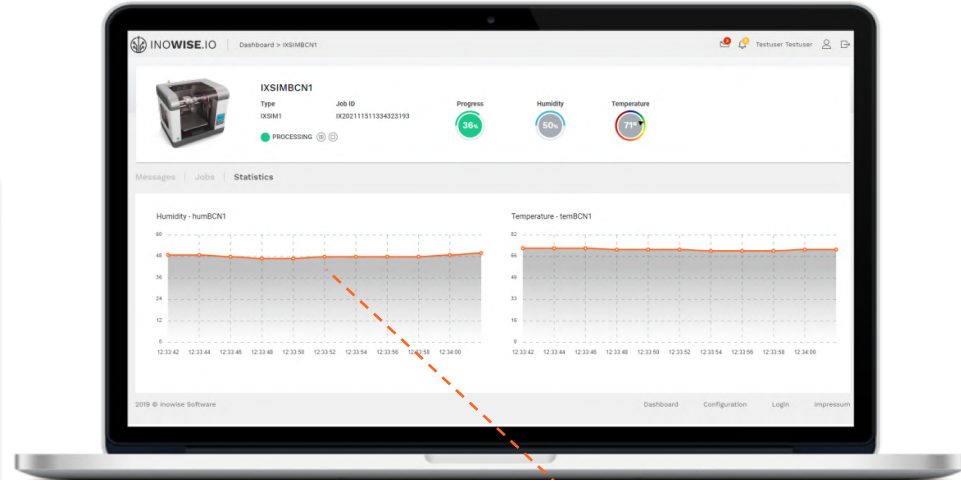 INOWISE.IO
Dashboard > IXSIMBCN1
Testuser Testuser
IXSIMBCN1
Type Job ID Progress Humidity Temperature
IXSIM1 IX202111511334323193
36% 50% 71°
PROCESSING
Messages Jobs Statistics
Humidity - humBCN1
60
48
36
24
12
0
12:33:42 12:33:44 12:33:46 12:33:48 12:33:50 12:33:52 12:33:54 12:33:56 12:33:58 12:34:00
Temperature - temBCN1
82
66
49
33
16
0
12:33:42 12:33:44 12:33:46 12:33:48 12:33:50 12:33:52 12:33:54 12:33:56 12:33:58 12:34:00
2019 © Inowise Software
Dashboard Configuration Login Impressum